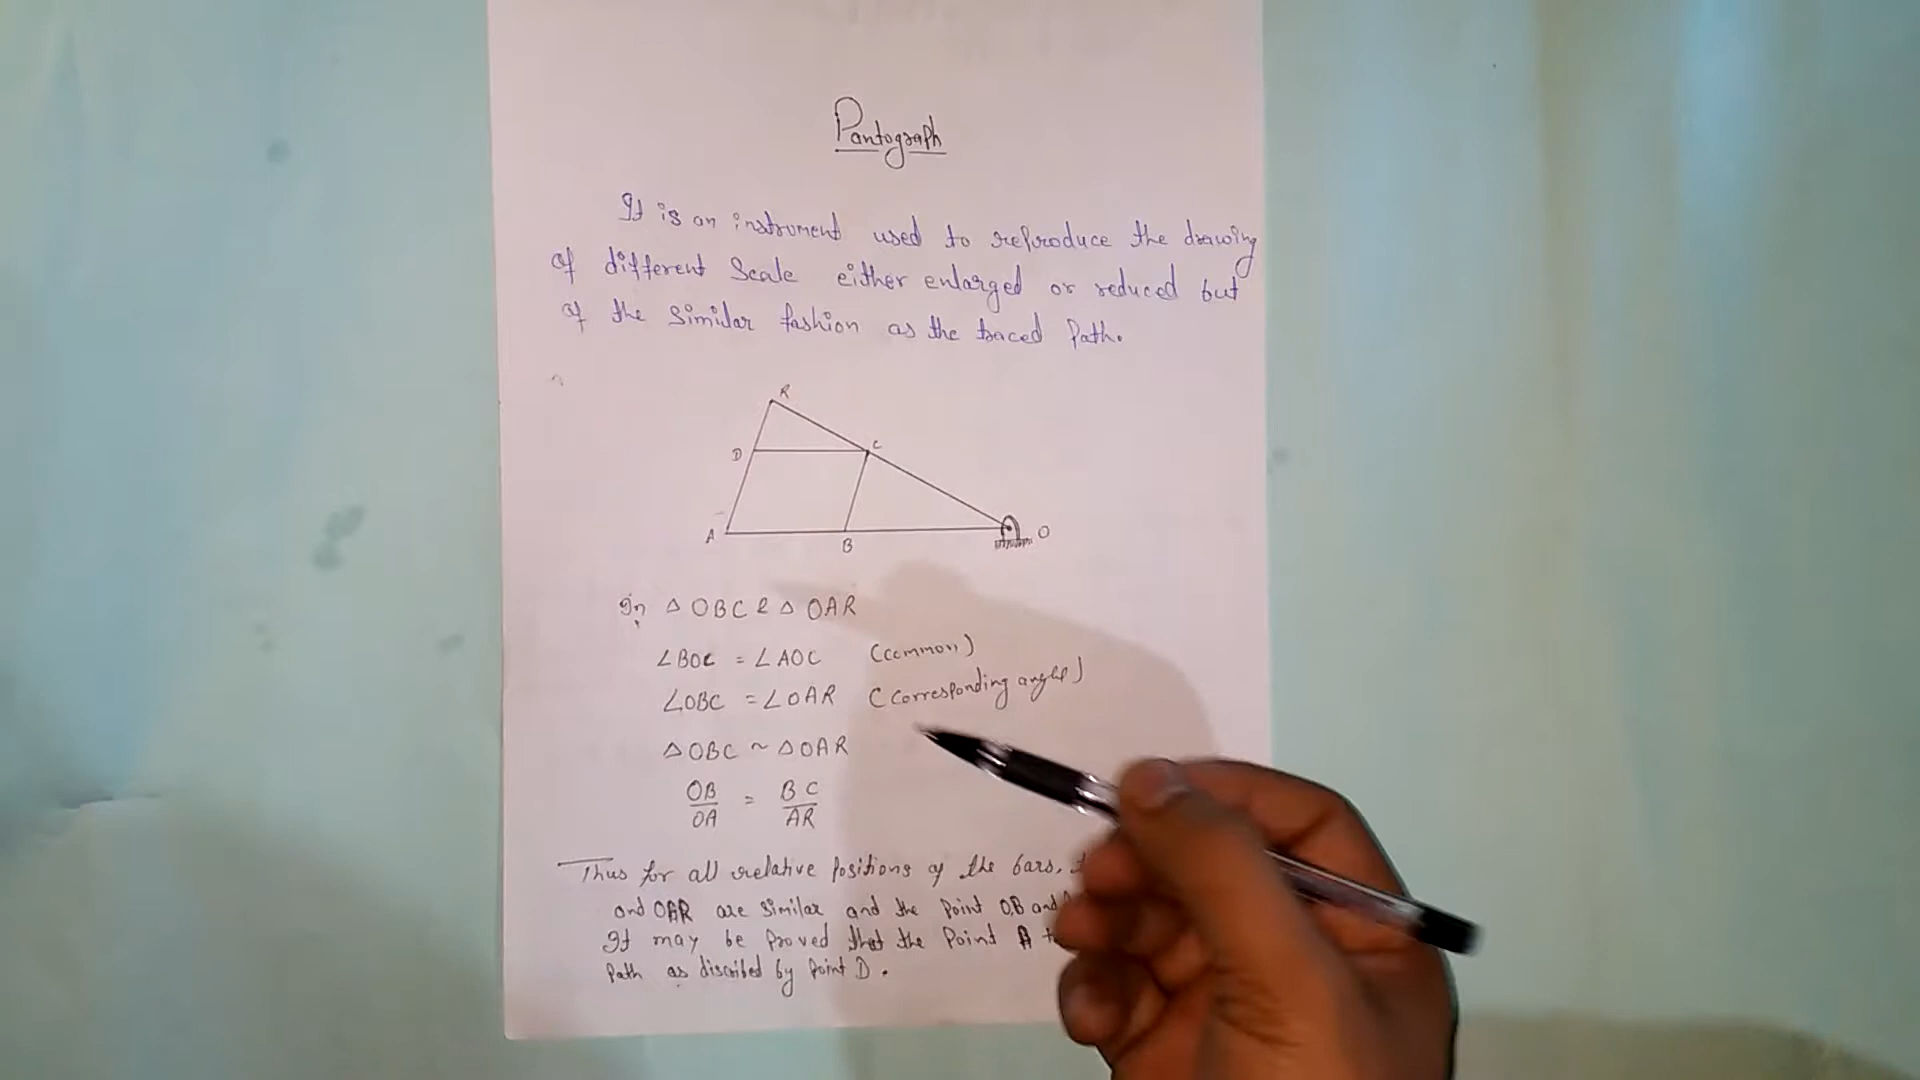 Pantograph
It is an instrument used to reproduce the drawing
of different Scale either enlarged or reduced but
of the Similar fashion as the traced Path.
R
D
C
A
B
O
In △ OBC & △ OAR
∠BOC = ∠AOC (Common)
∠OBC = ∠OAR (Corresponding angle)
△OBC ~ △OAR
OB/OA = BC/AR
Thus for all relative Positions of the bars,
and OAR are Similar and the Point O,B and
It may be Proved that the Point
Path as discribed by Point D.